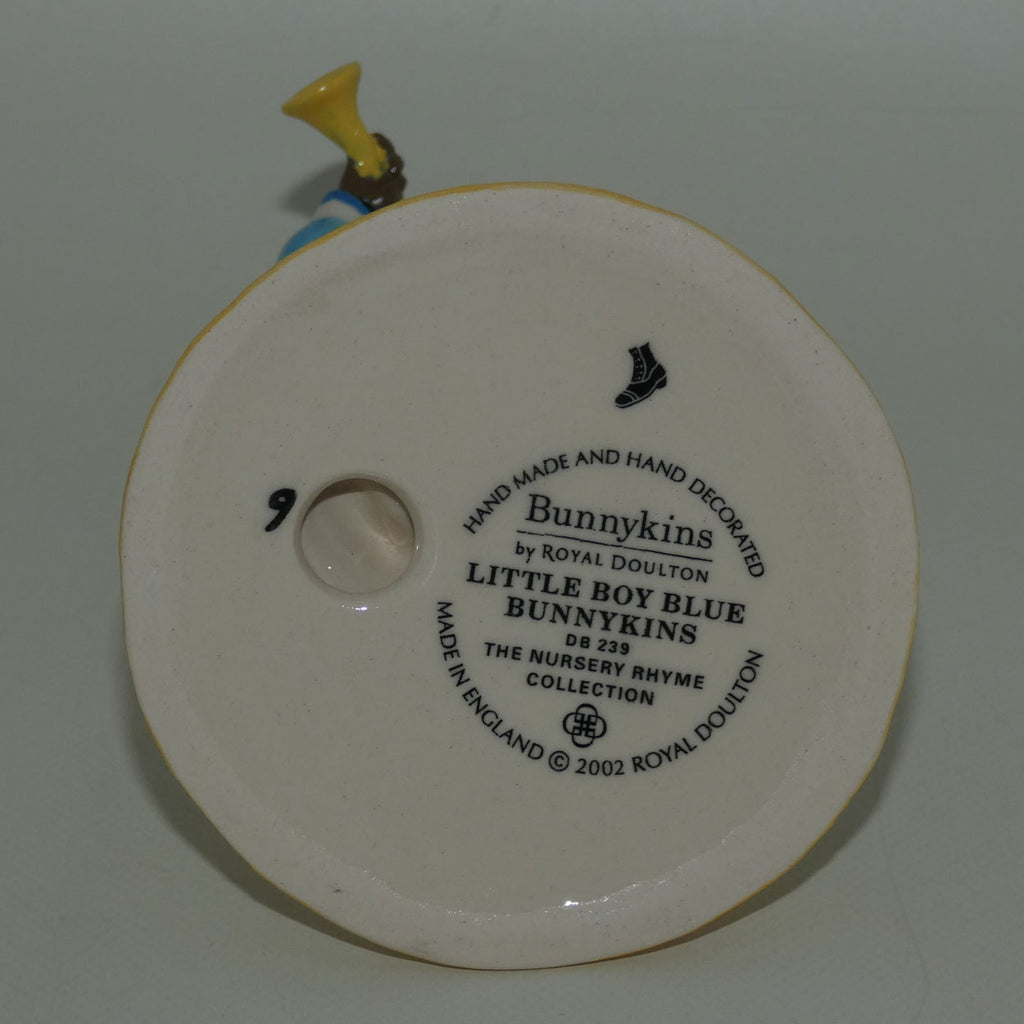 HAND MADE AND HAND DECORATED
Bunnykins
by ROYAL DOULTON
LITTLE BOY BLUE
BUNNYKINS
DB 239
THE NURSERY RHYME
COLLECTION
MADE IN ENGLAND © 2002 ROYAL DOULTON
9